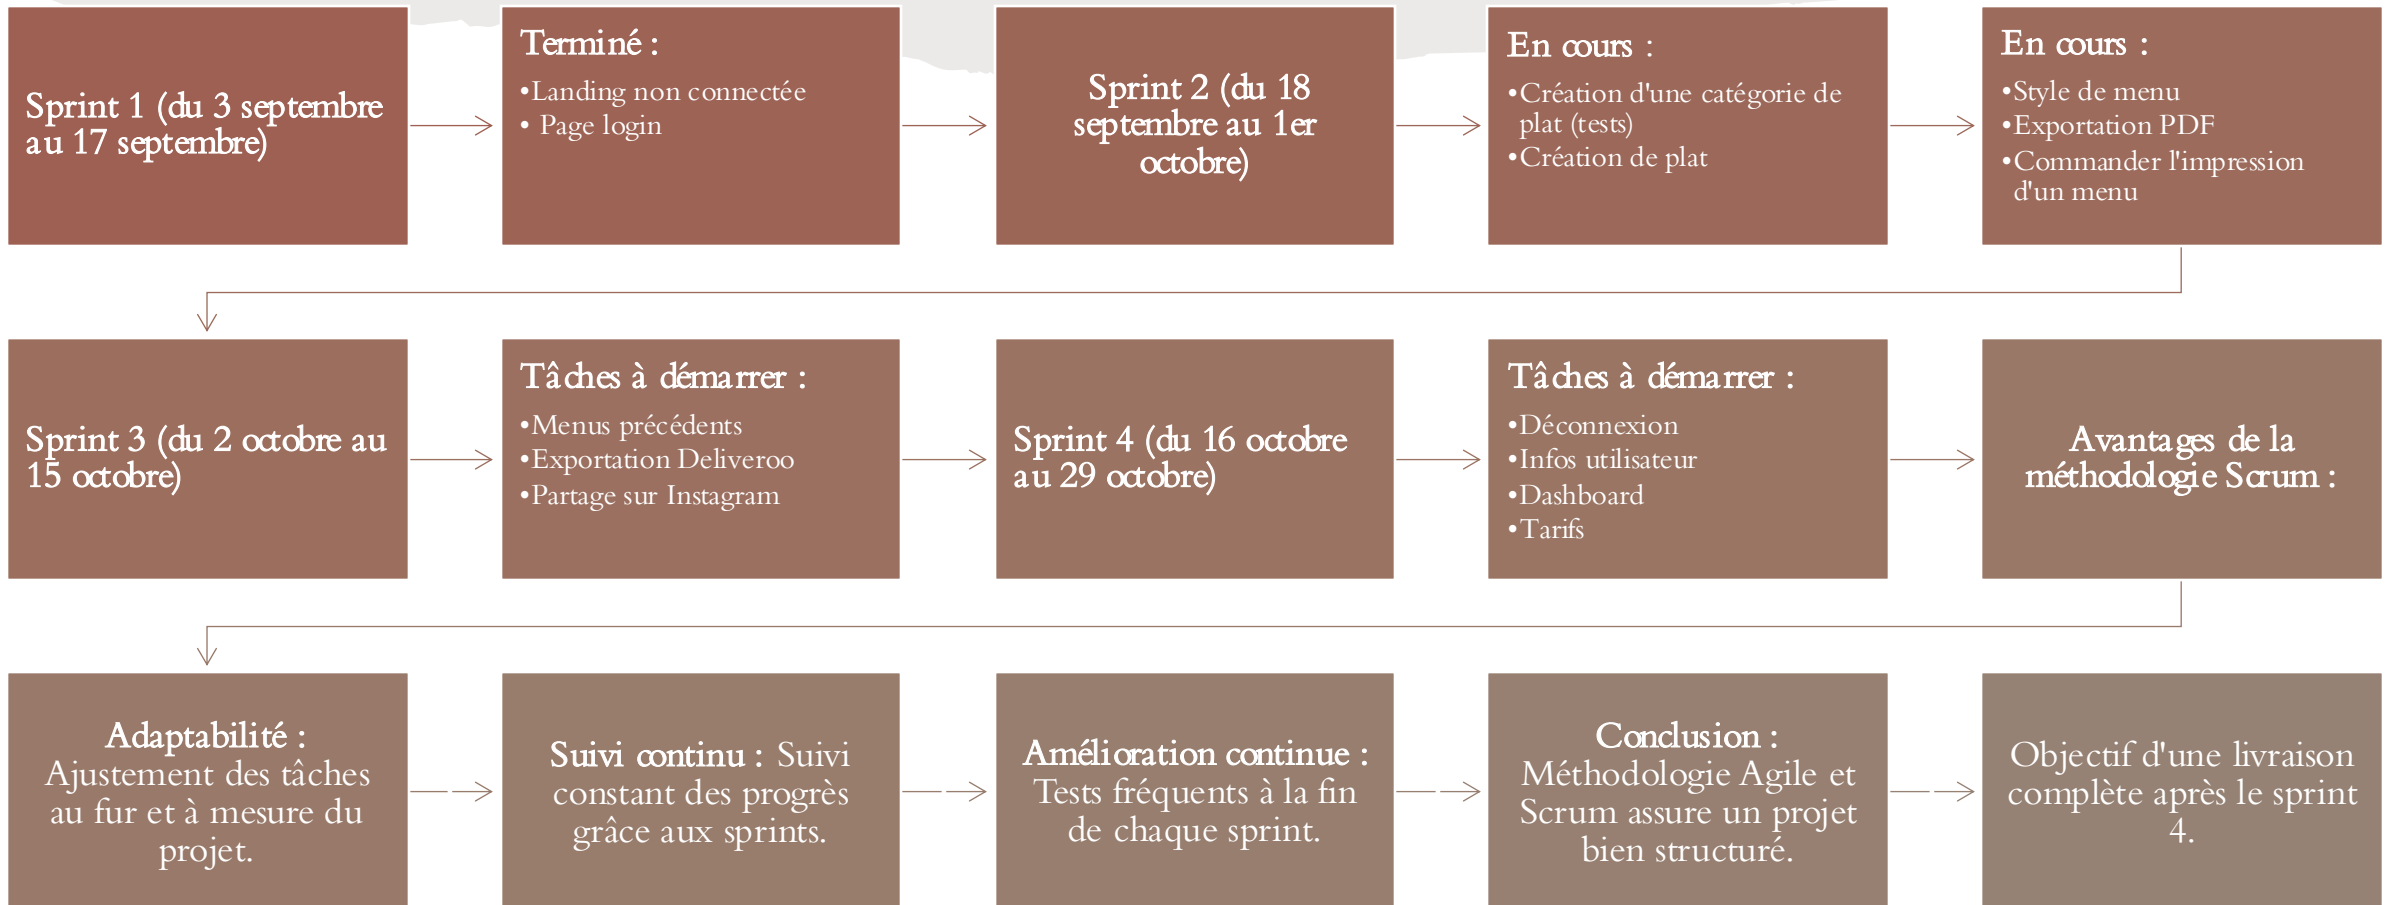 Sprint 1 (du 3 septembre
au 17 septembre)
Terminé :
•Landing non connectée
• Page login
Sprint 2 (du 18
septembre au 1er
octobre)
En cours :
•Création d'une catégorie de
plat (tests)
•Création de plat
En cours :
•Style de menu
•Exportation PDF
•Commander l'impression
d'un menu
Sprint 3 (du 2 octobre au
15 octobre)
Tâches à démarrer :
•Menus précédents
•Exportation Deliveroo
•Partage sur Instagram
Sprint 4 (du 16 octobre
au 29 octobre)
Tâches à démarrer :
•Déconnexion
•Infos utilisateur
•Dashboard
•Tarifs
Avantages de la
méthodologie Scrum :
Adaptabilité :
Ajustement des tâches
au fur et à mesure du
projet.
Suivi continu : Suivi
constant des progrès
grâce aux sprints.
Amélioration continue :
Tests fréquents à la fin
de chaque sprint.
Conclusion :
Méthodologie Agile et
Scrum assure un projet
bien structuré.
Objectif d'une livraison
complète après le sprint
4.